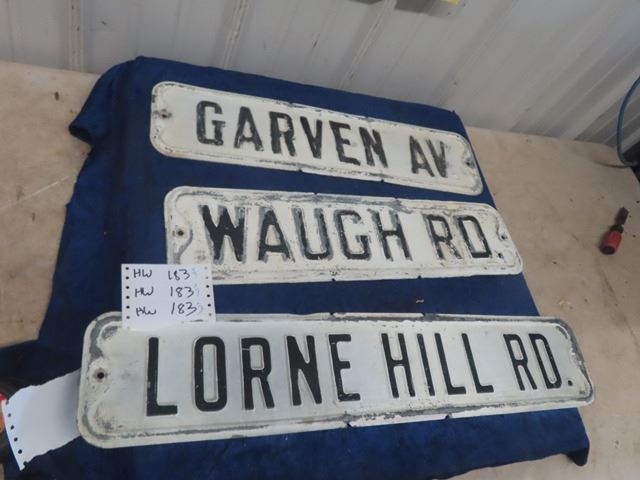 GARVEN AV
WAUGH RD.
HW 183
HW 183
HW 183
LORNE HILL RD.